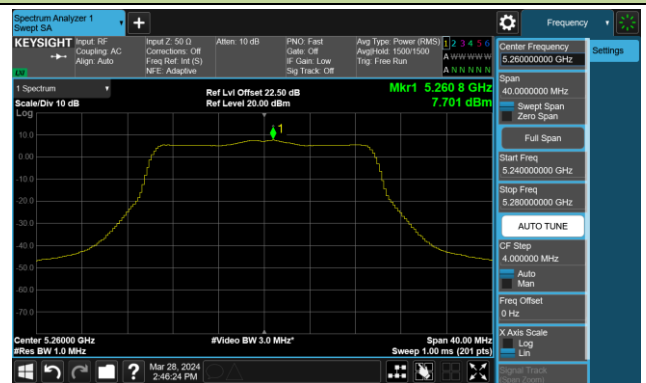 Spectrum Analyzer 1
Swept SA
+
Frequency
KEYSIGHT
Input: RF
Coupling: AC
Align: Auto
Input Z: 50 Ω
Corrections: Off
Freq Ref: Int (S)
NFE: Adaptive
Atten: 10 dB
PNO: Fast
Gate: Off
IF Gain: Low
Sig Track: Off
Avg Type: Power (RMS)
Avg|Hold: 1500/1500
Trig: Free Run
1 2 3 4 5 6
A W W W W W
A N N N N N
1 Spectrum
Scale/Div 10 dB
Log
Ref Lvl Offset 22.50 dB
Ref Level 20.00 dBm
Mkr1 5.260 8 GHz
7.701 dBm
1
10.0
0.00
-10.0
-20.0
-30.0
-40.0
-50.0
-60.0
-70.0
Center 5.26000 GHz
#Res BW 1.0 MHz
#Video BW 3.0 MHz*
Span 40.00 MHz
Sweep 1.00 ms (201 pts)
Mar 28, 2024
2:46:24 PM
?
Center Frequency
5.260000000 GHz
Settings
Span
40.0000000 MHz
Swept Span
Zero Span
Full Span
Start Freq
5.240000000 GHz
Stop Freq
5.280000000 GHz
AUTO TUNE
CF Step
4.000000 MHz
Auto
Man
Freq Offset
0 Hz
X Axis Scale
Log
Lin
Signal Track
(Span Zoom)